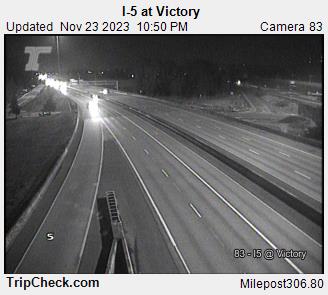 I-5 at Victory
Updated Nov 23 2023 10:50 PM Camera 83
S
83 - I5 @ Victory
TripCheck.com Milepost306.80